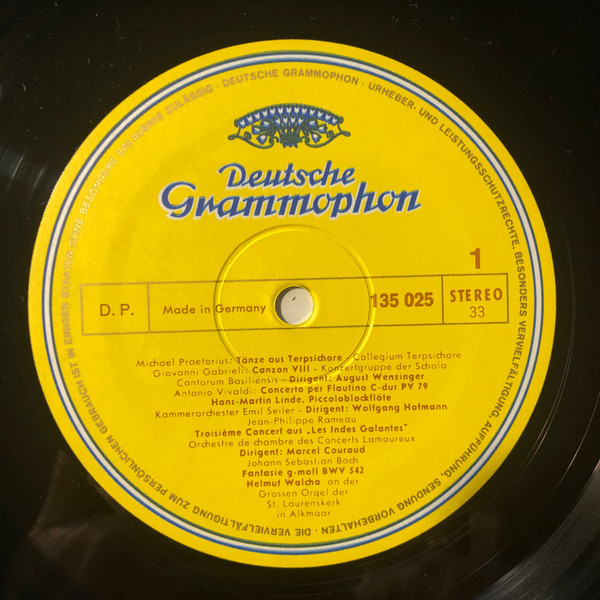 Deutsche
Grammophon
1
D. P.
Made in Germany
135 025
STEREO
33
Michael Praetorius: Tänze aus Terpsichore - Collegium Terpsichore
Giovanni Gabrieli: Canzon VIII - Konzertgruppe der Schola
Cantorum Basiliensis - Dirigent: August Wenzinger
Antonio Vivaldi: Concerto per Flautino C-dur PV 79
Hans-Martin Linde, Piccoloblockflöte
Kammerorchester Emil Seiler - Dirigent: Wolfgang Hofmann
Jean-Philippe Rameau
Troisième Concert aus „Les Indes Galantes"
Orchestre de chambre des Concerts Lamoureux
Dirigent: Marcel Couraud
Johann Sebastian Bach
Fantasie g-moll BWV 542
Helmut Walcha an der
Grossen Orgel der
St. Laurenskerk
in Alkmaar
DEUTSCHE GRAMMOPHON · URHEBER- UND LEISTUNGSSCHUTZRECHTE, BESONDERS VERVIELFÄLTIGUNG, AUFFÜHRUNG, SENDUNG VORBEHALTEN · DIE VERVIELFÄLTIGUNG ZUM PERSÖNLICHEN GEBRAUCH IST IN EINIGEN STAATEN OHNE BESONDERE ERLAUBNIS ZULÄSSIG ·